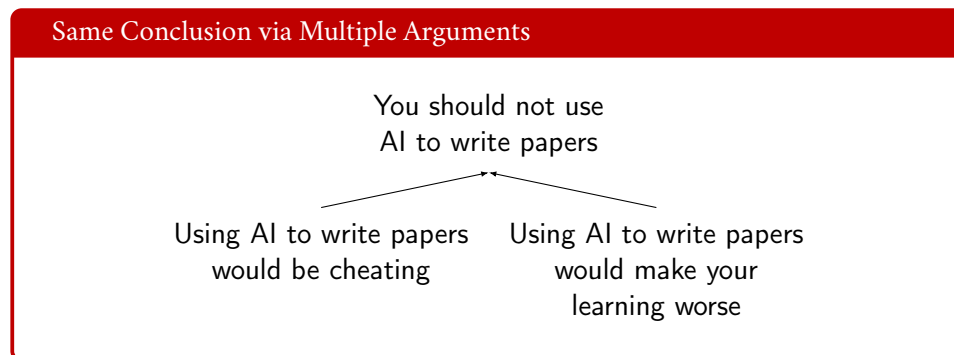 Same Conclusion via Multiple Arguments
You should not use
AI to write papers
Using AI to write papers
would be cheating
Using AI to write papers
would make your
learning worse